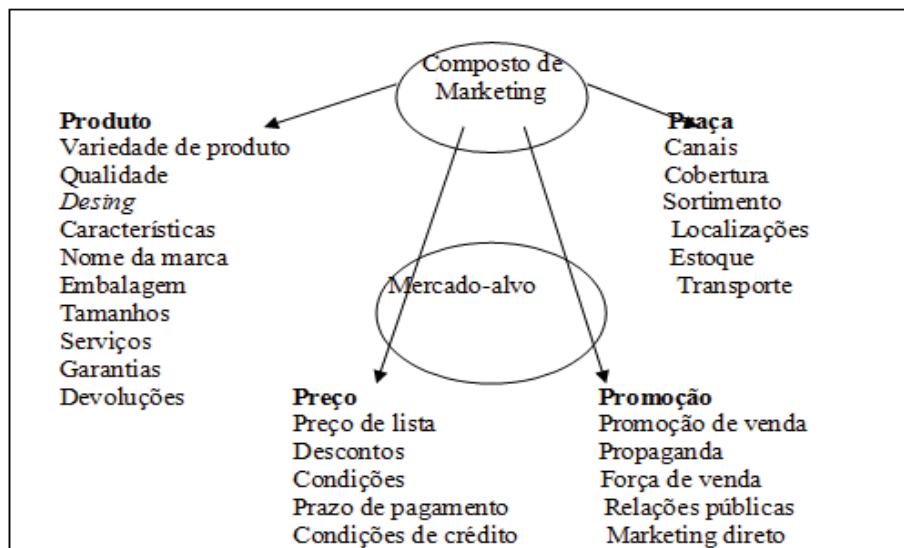 Composto de
Marketing
Produto
Variedade de produto
Qualidade
Desing
Características
Nome da marca
Embalagem
Tamanhos
Serviços
Garantias
Devoluções
Praça
Canais
Cobertura
Sortimento
Localizações
Estoque
Transporte
Mercado-alvo
Preço
Preço de lista
Descontos
Condições
Prazo de pagamento
Condições de crédito
Promoção
Promoção de venda
Propaganda
Força de venda
Relações públicas
Marketing direto